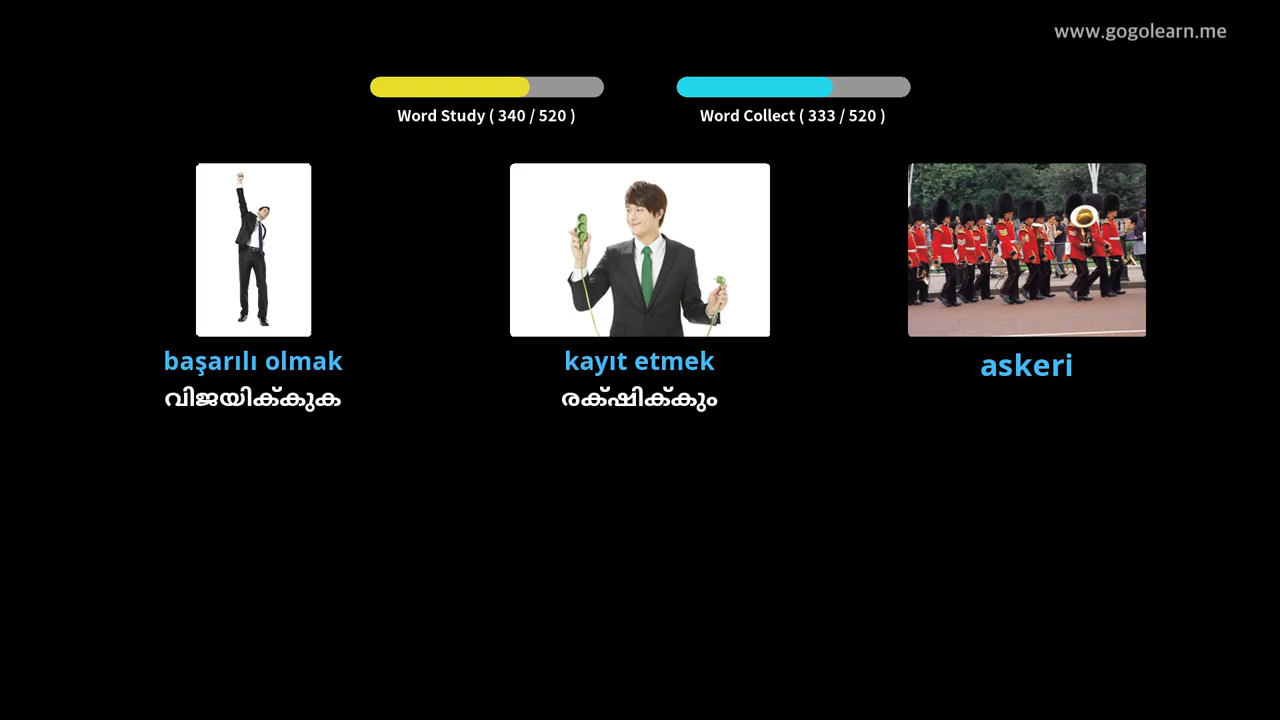 www.gogolearn.me
Word Study ( 340 / 520 )
Word Collect ( 333 / 520 )
başarılı olmak
വിജയിക്കുക
kayıt etmek
രക്ഷിക്കും
askeri